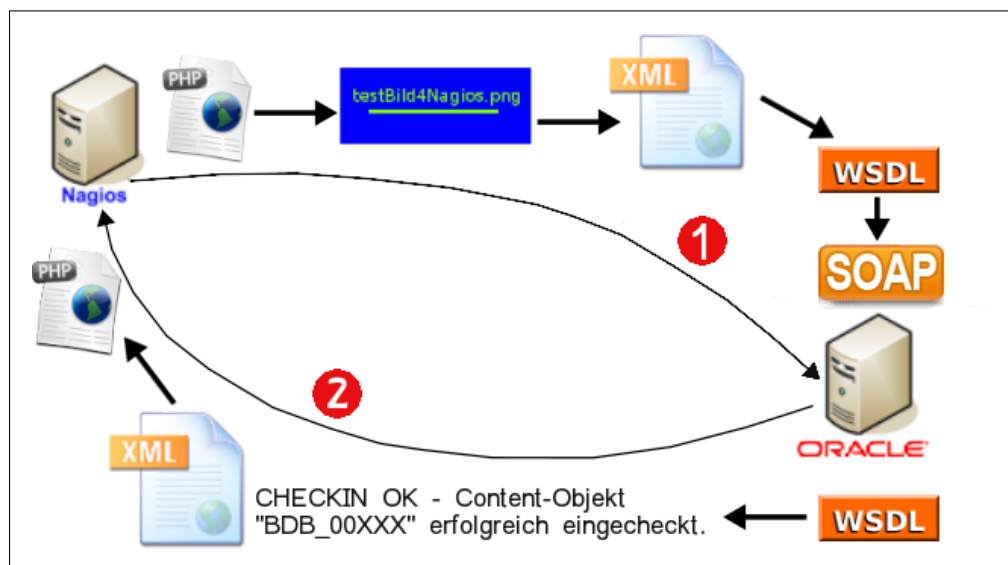 PHP
testBild4Nagios.png
XML
WSDL
Nagios
1
SOAP
PHP
2
ORACLE
XML
CHECKIN OK - Content-Objekt
"BDB_00XXX" erfolgreich eingecheckt.
WSDL